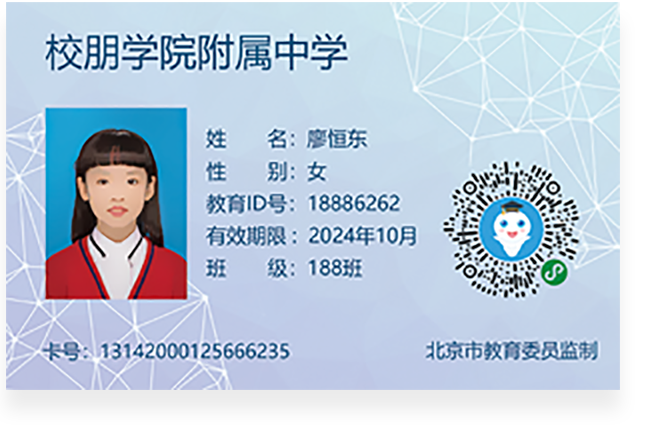 校朋学院附属中学
姓 名：廖恒东
性 别：女
教育ID号：18886262
有效期限：2024年10月
班 级：188班
卡号：13142000125666235
北京市教育委员监制